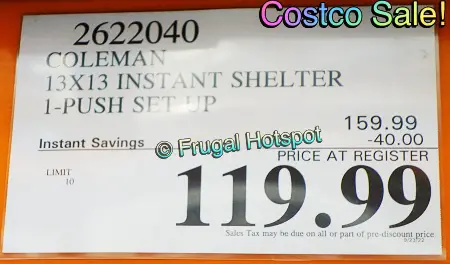 Costco Sale!
2622040
COLEMAN
13X13 INSTANT SHELTER
1-PUSH SET UP
159.99
Instant Savings -40.00
© Frugal Hotspot
PRICE AT REGISTER
LIMIT
10
119.99
Sales Tax may be due on all or part of pre-discount price